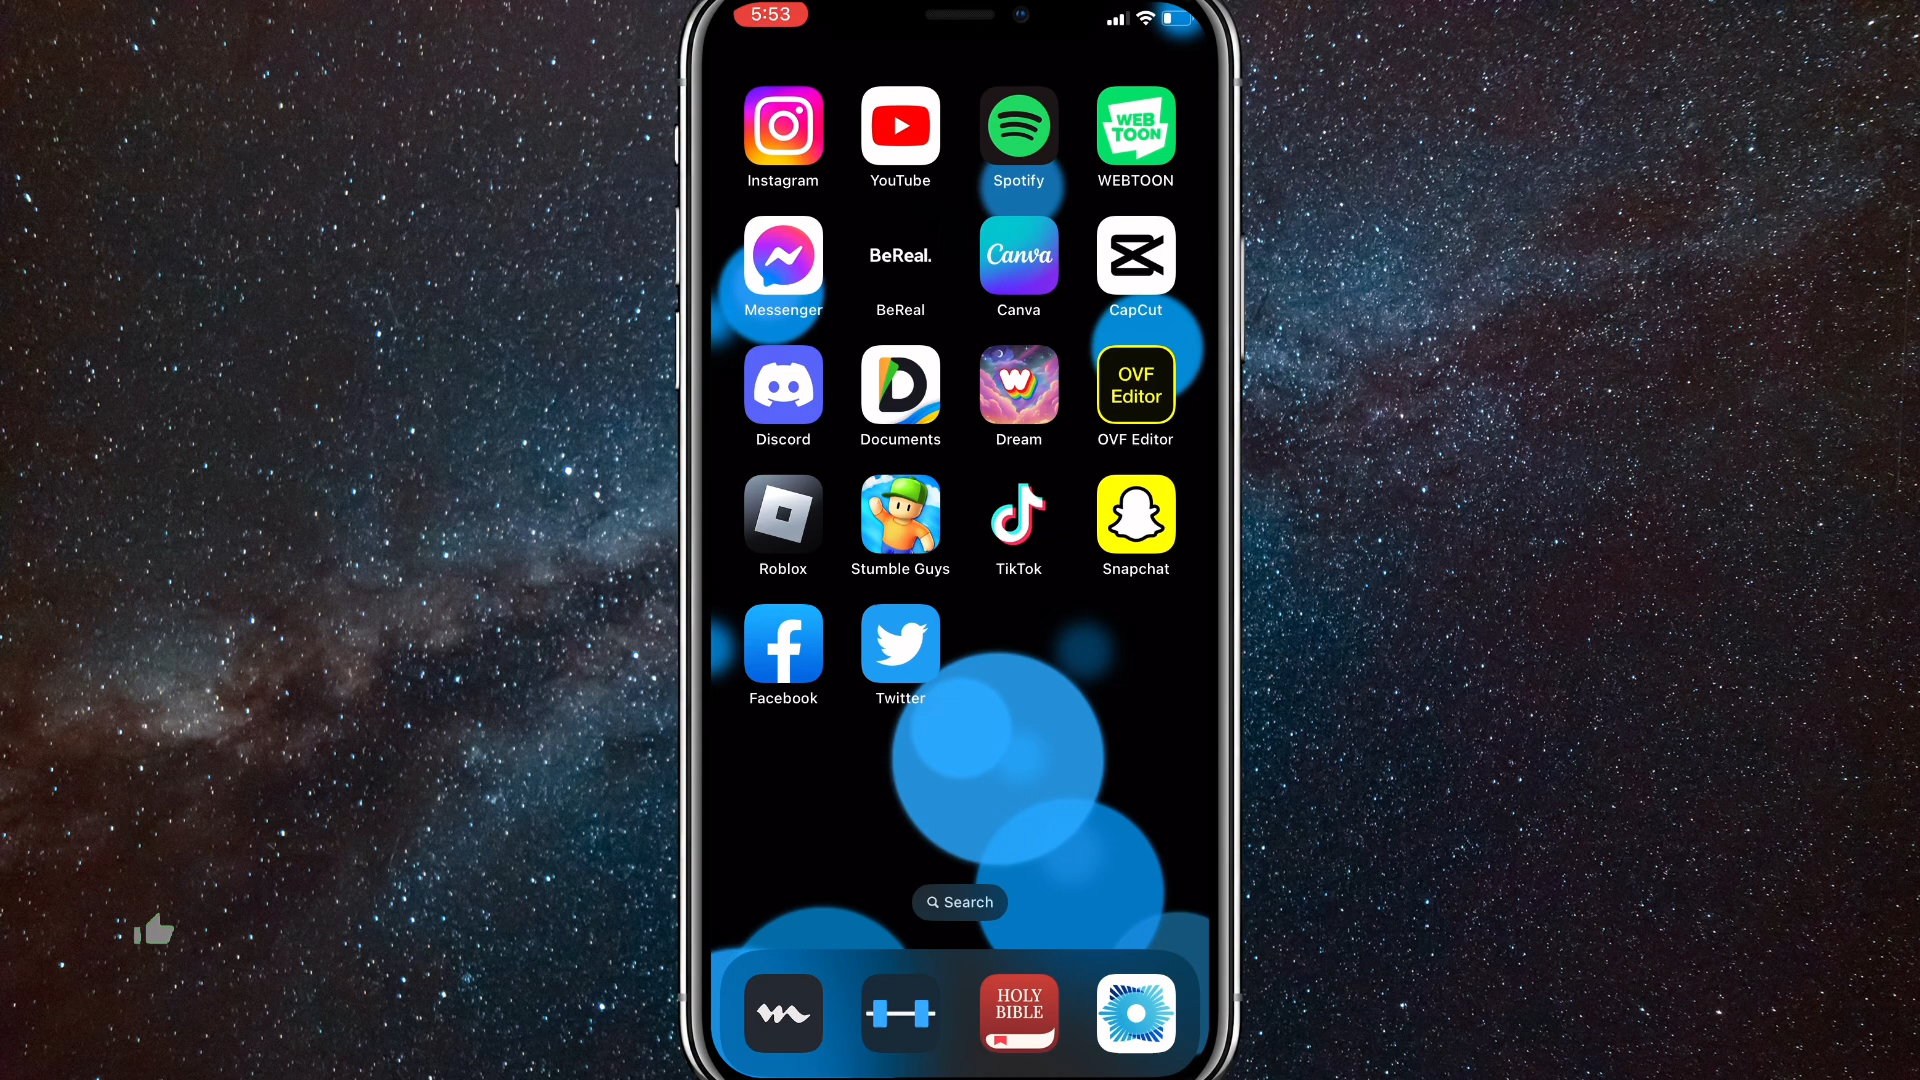 5:53
Instagram YouTube Spotify WEBTOON
WEB
TOON
BeReal. Canva
Messenger BeReal Canva CapCut
OVF
Editor
Discord Documents Dream OVF Editor
Roblox Stumble Guys TikTok Snapchat
Facebook Twitter
Search
HOLY
BIBLE